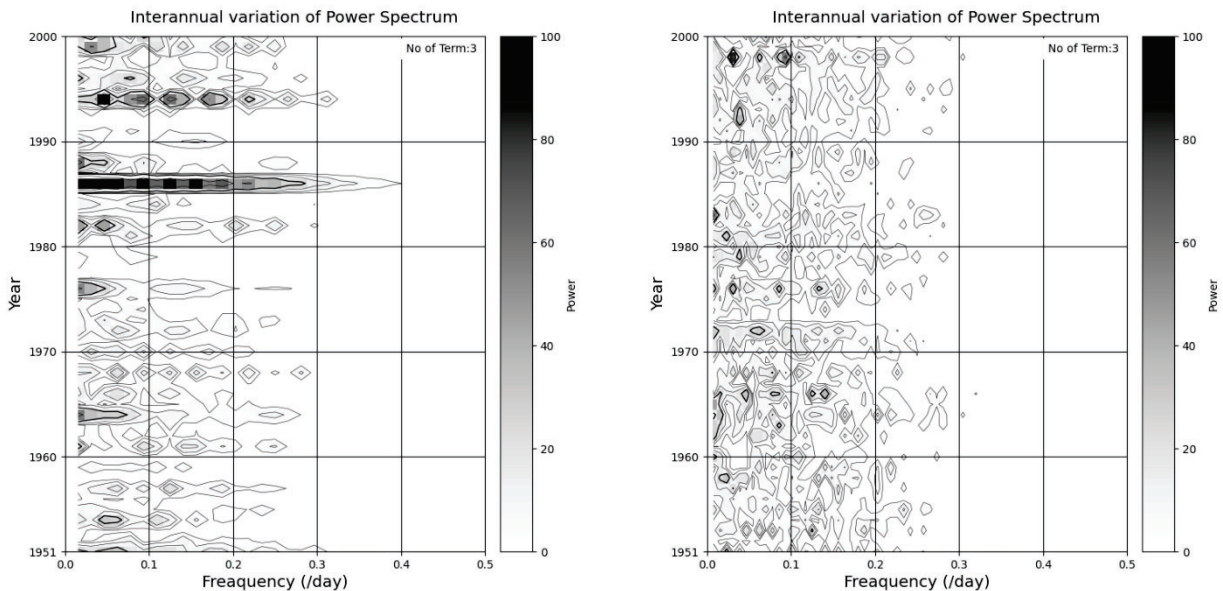 Interannual variation of Power Spectrum
No of Term:3
2000
1990
1980
1970
1960
1951
Year
0.0 0.1 0.2 0.3 0.4 0.5
Freaquency (/day)
100
80
60
40
20
0
Power
Interannual variation of Power Spectrum
No of Term:3
2000
1990
1980
1970
1960
1951
Year
0.0 0.1 0.2 0.3 0.4 0.5
Freaquency (/day)
100
80
60
40
20
0
Power